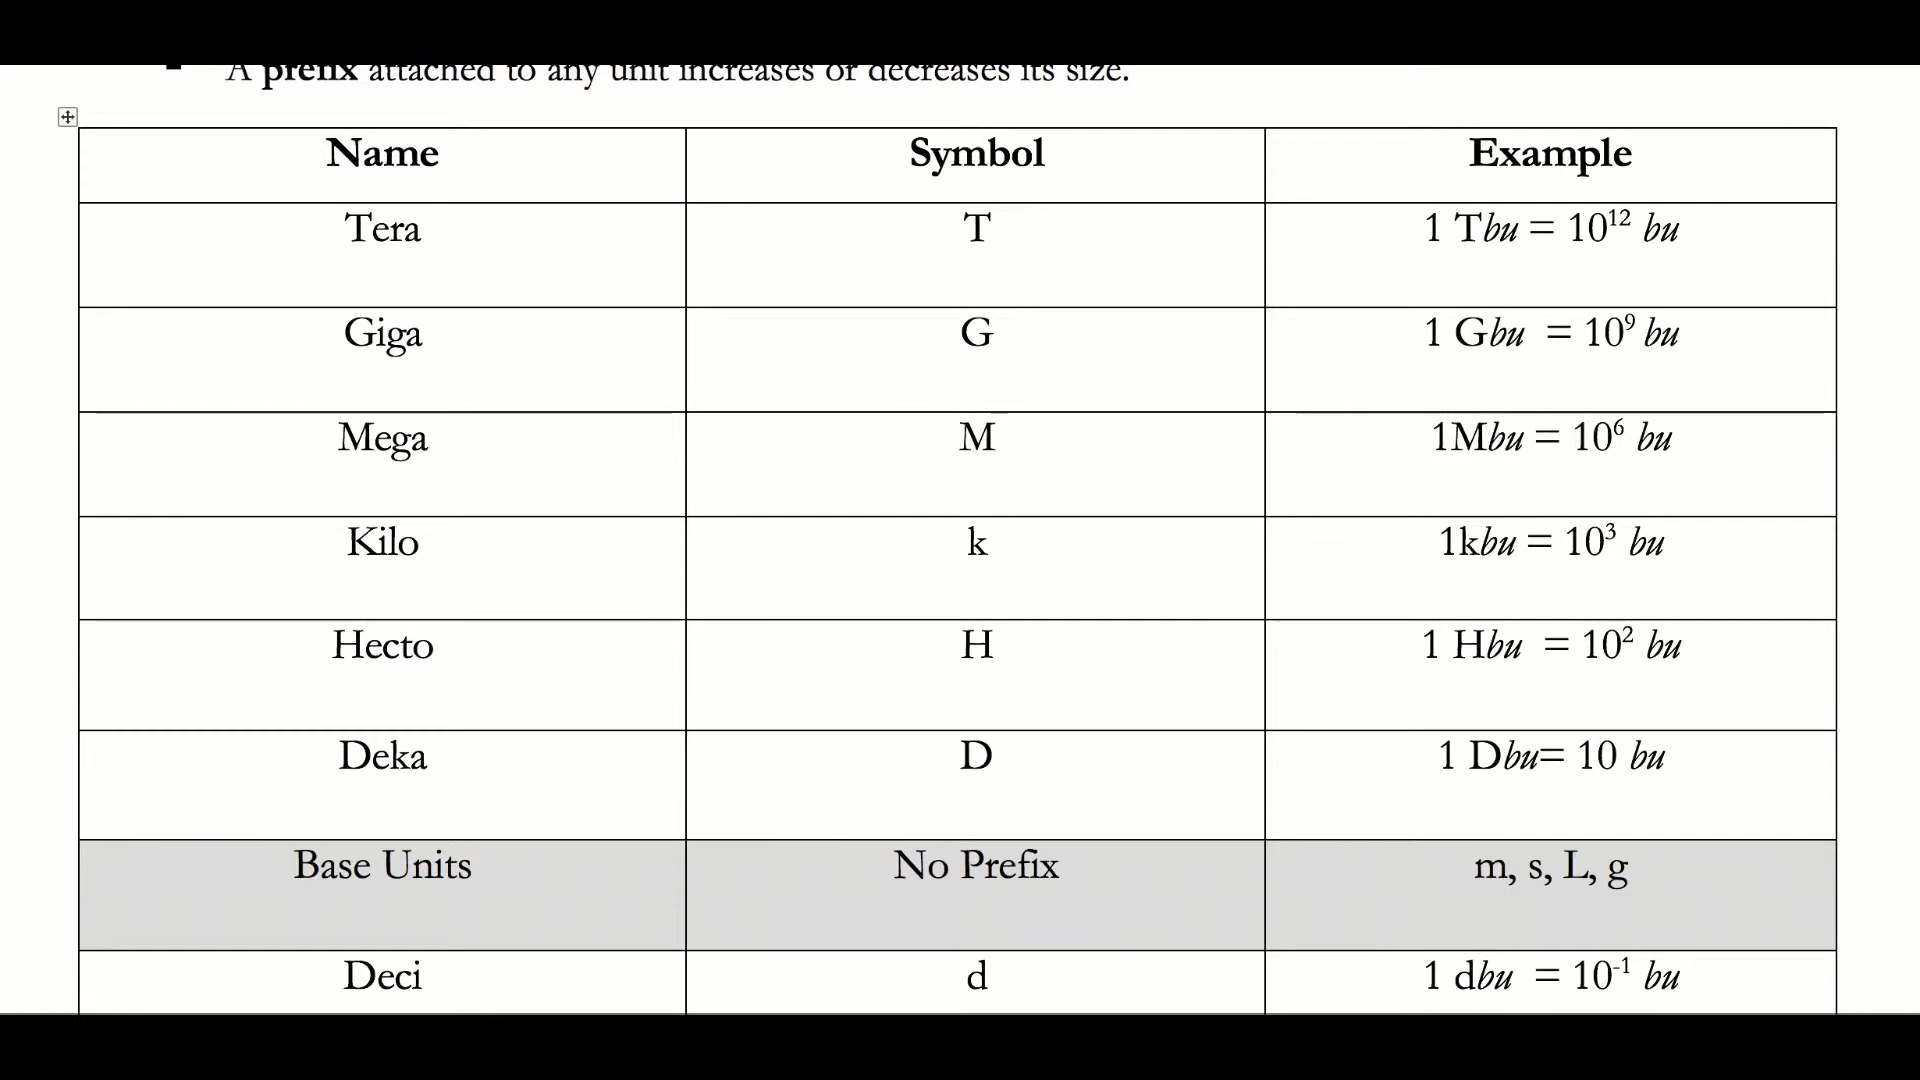 A prefix attached to any unit increases or decreases its size.
Name Symbol Example
Tera T 1 Tbu = 10¹² bu
Giga G 1 Gbu = 10⁹ bu
Mega M 1Mbu = 10⁶ bu
Kilo k 1kbu = 10³ bu
Hecto H 1 Hbu = 10² bu
Deka D 1 Dbu= 10 bu
Base Units No Prefix m, s, L, g
Deci d 1 dbu = 10⁻¹ bu